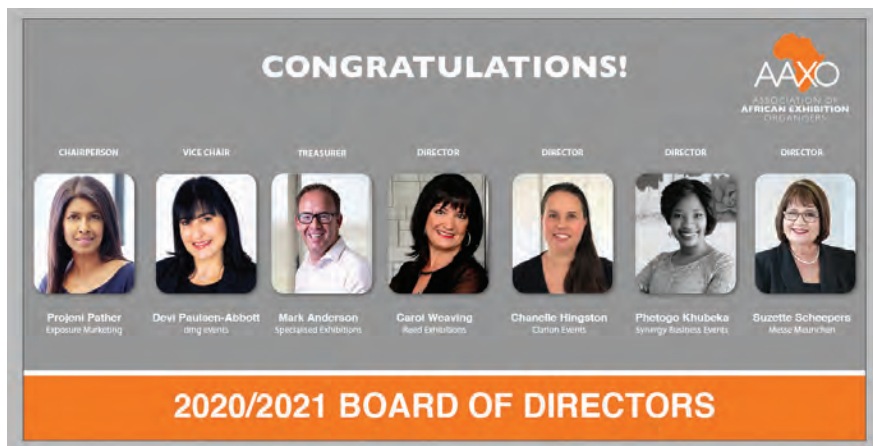 CONGRATULATIONS!
AAXO
ASSOCIATION OF
AFRICAN EXHIBITION
ORGANISERS
CHAIRPERSON
VICE CHAIR
TREASURER
DIRECTOR
DIRECTOR
DIRECTOR
DIRECTOR
Projeni Pather
Exposure Marketing
Devi Paulsen-Abbott
dmg events
Mark Anderson
Specialised Exhibitions
Carol Weaving
Reed Exhibitions
Chanelle Hingston
Clarion Events
Phetogo Khubeka
Synergy Business Events
Suzette Scheepers
Messe Meunchen
2020/2021 BOARD OF DIRECTORS